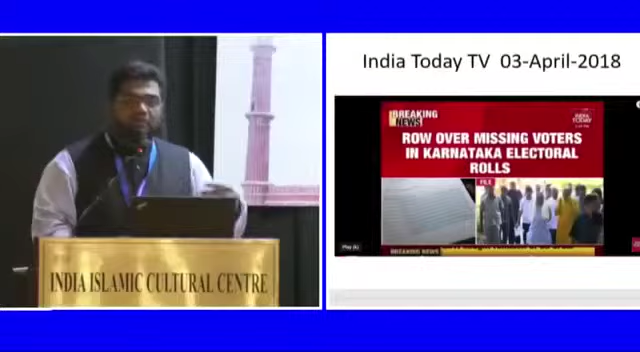 India Today TV 03-April-2018
BREAKING
NEWS
INDIA
TODAY
ROW OVER MISSING VOTERS
IN KARNATAKA ELECTORAL
ROLLS
FILE
Play (k)
BREAKING NEWS
INDIA ISLAMIC CULTURAL CENTRE